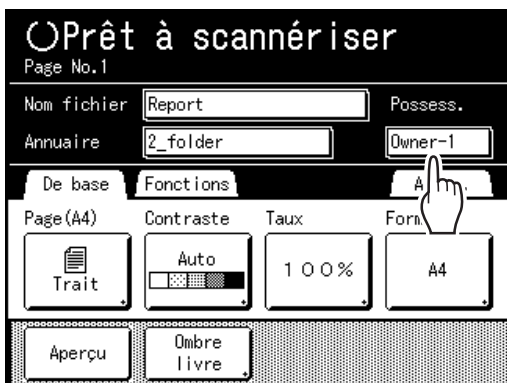 Prêt à scannériser
Page No.1
Nom fichier Report Possess.
Annuaire 2_folder Owner-1
De base Fonctions
Page(A4) Contraste Taux
Trait Auto 100% A4
Aperçu Ombre livre